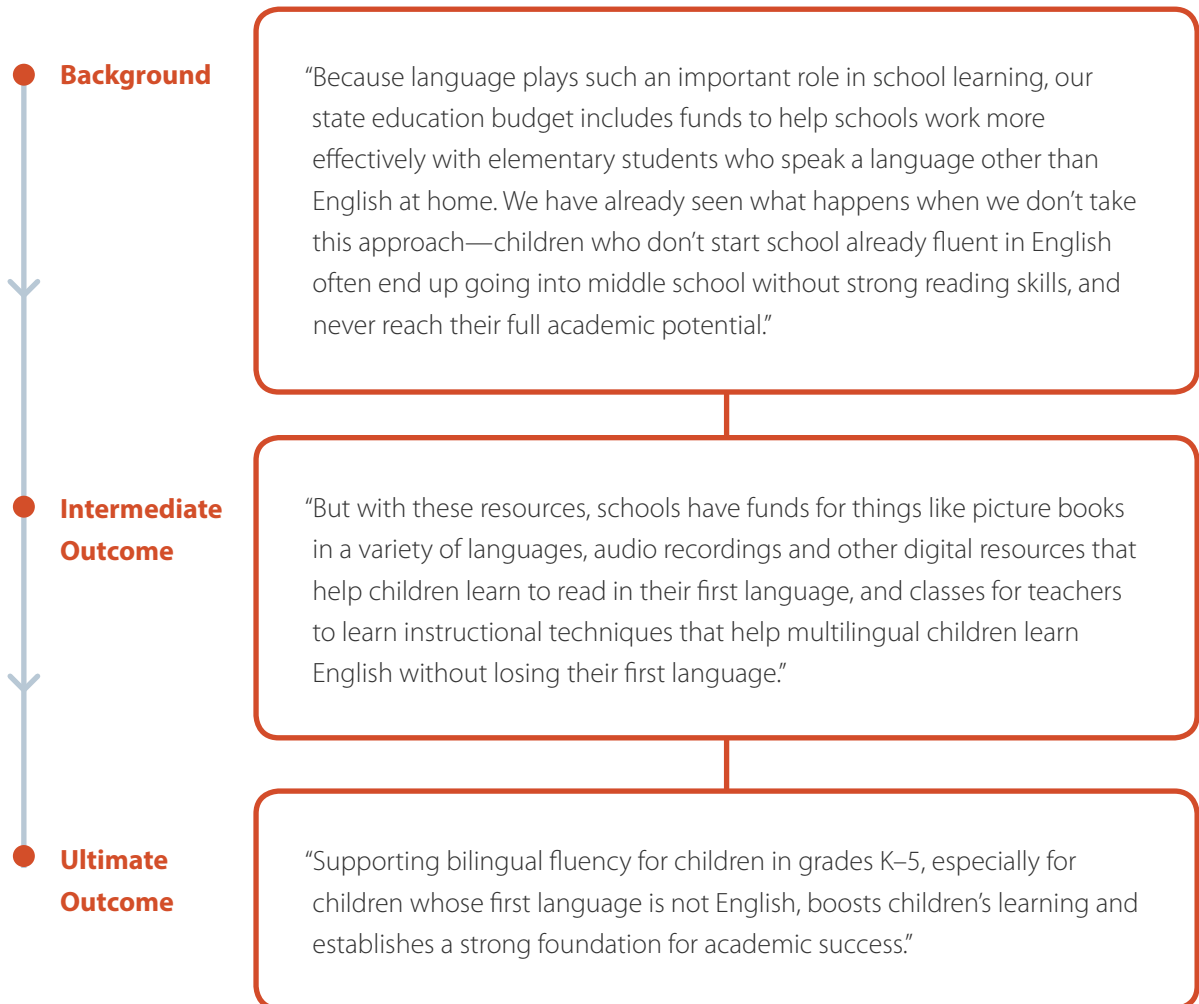 Background
“Because language plays such an important role in school learning, our
state education budget includes funds to help schools work more
effectively with elementary students who speak a language other than
English at home. We have already seen what happens when we don’t take
this approach—children who don’t start school already fluent in English
often end up going into middle school without strong reading skills, and
never reach their full academic potential.”
Intermediate
Outcome
“But with these resources, schools have funds for things like picture books
in a variety of languages, audio recordings and other digital resources that
help children learn to read in their first language, and classes for teachers
to learn instructional techniques that help multilingual children learn
English without losing their first language.”
Ultimate
Outcome
“Supporting bilingual fluency for children in grades K–5, especially for
children whose first language is not English, boosts children’s learning and
establishes a strong foundation for academic success.”